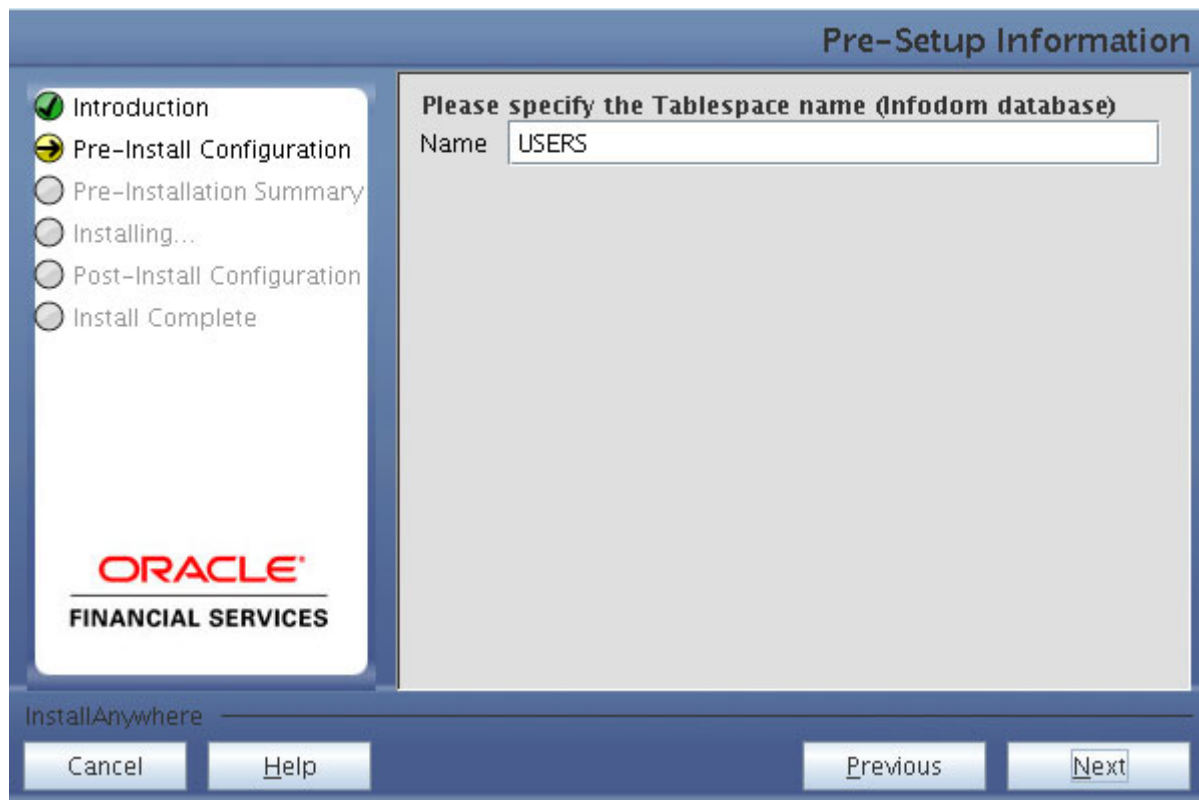 Pre-Setup Information
Introduction
Pre-Install Configuration
Pre-Installation Summary
Installing...
Post-Install Configuration
Install Complete
ORACLE
FINANCIAL SERVICES
Please specify the Tablespace name (Infodom database)
Name USERS
InstallAnywhere
Cancel Help Previous Next